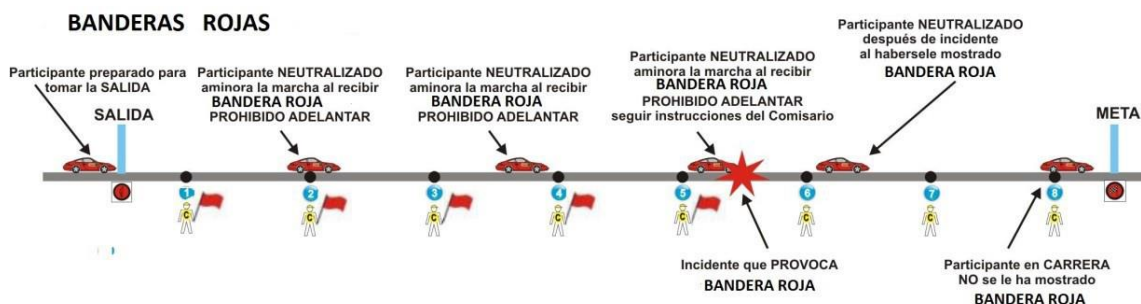 BANDERAS ROJAS
Participante preparado para
tomar la SALIDA
SALIDA
Participante NEUTRALIZADO
aminora la marcha al recibir
BANDERA ROJA
PROHIBIDO ADELANTAR
Participante NEUTRALIZADO
aminora la marcha al recibir
BANDERA ROJA
PROHIBIDO ADELANTAR
Participante NEUTRALIZADO
aminora la marcha al recibir
BANDERA ROJA
PROHIBIDO ADELANTAR
seguir instrucciones del Comisario
Participante NEUTRALIZADO
después de incidente
al habersele mostrado
BANDERA ROJA
META
1
2
3
4
5
6
7
8
C
C
C
C
C
C
C
C
Incidente que PROVOCA
BANDERA ROJA
Participante en CARRERA
NO se le ha mostrado
BANDERA ROJA